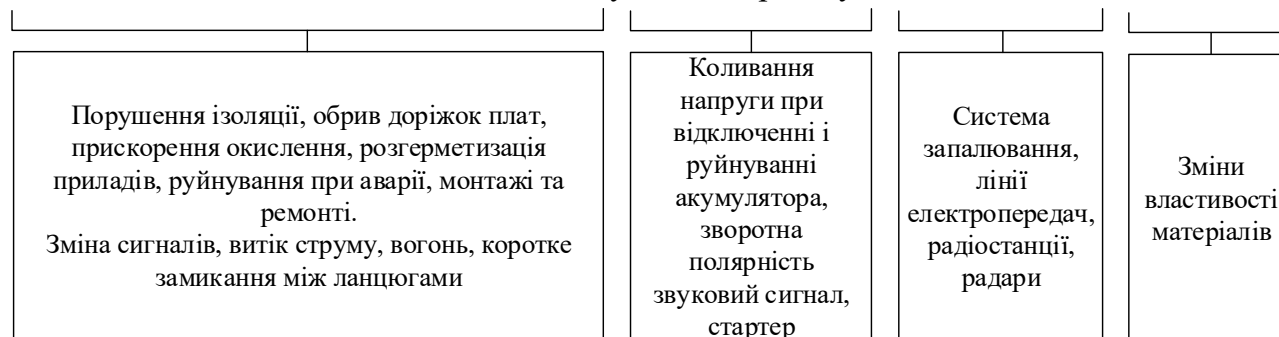 Порушення ізоляції, обрив доріжок плат,
прискорення окислення, розгерметизація
приладів, руйнування при аварії, монтажі та
ремонті.
Зміна сигналів, витік струму, вогонь, коротке
замикання між ланцюгами
Коливання
напруги при
відключенні і
руйнуванні
акумулятора,
зворотна
полярність
звуковий сигнал,
стартер
Система
запалювання,
лінії
електропередач,
радіостанції,
радари
Зміни
властивості
матеріалів